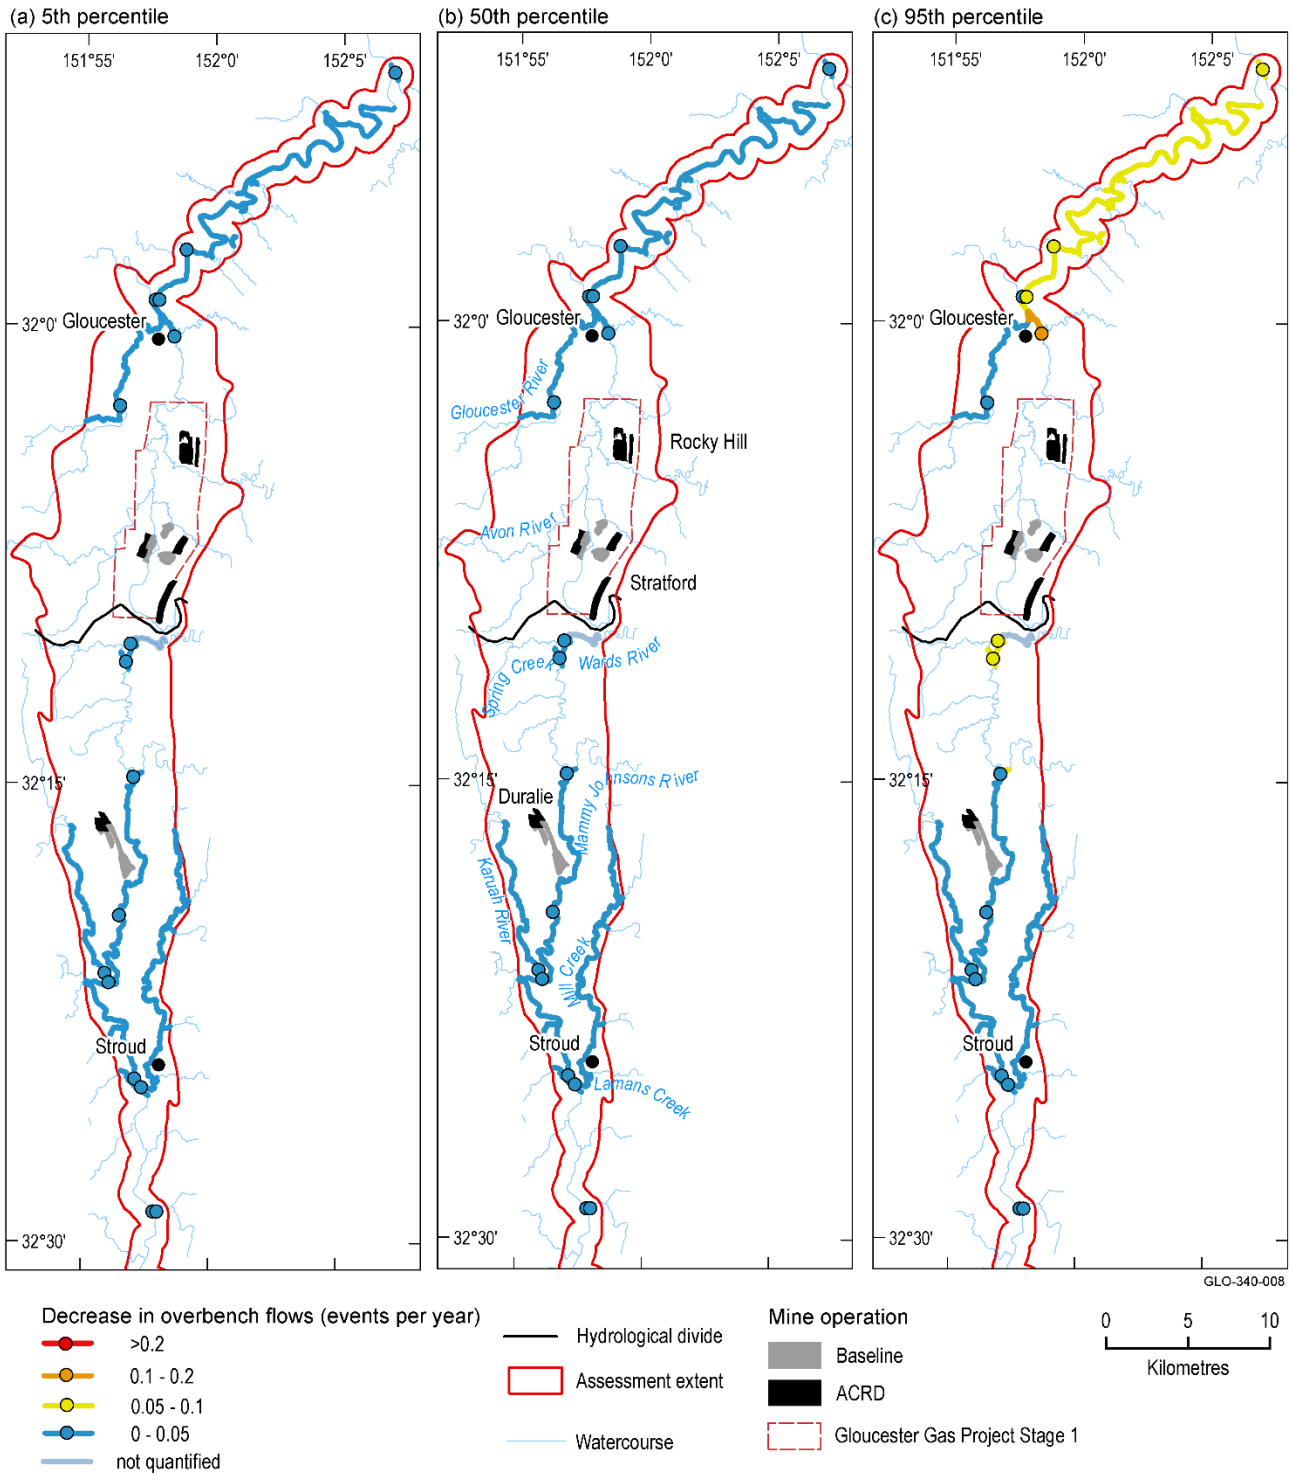 (a) 5th percentile
(b) 50th percentile
(c) 95th percentile
151°55'
152°0'
152°5'
151°55'
152°0'
152°5'
151°55'
152°0'
152°5'
32°0'
Gloucester
32°15'
Stroud
32°30'
32°0'
Gloucester
Gloucester River
Rocky Hill
Avon River
Stratford
Spring Creek
Wards River
32°15'
Duralie
Mammy Johnsons River
Karuah River
Mill Creek
Stroud
Lamans Creek
32°30'
32°0'
Gloucester
32°15'
Stroud
32°30'
GLO-340-008
Decrease in overbench flows (events per year)
>0.2
0.1 - 0.2
0.05 - 0.1
0 - 0.05
not quantified
Hydrological divide
Assessment extent
Watercourse
Mine operation
Baseline
ACRD
Gloucester Gas Project Stage 1
0
5
10
Kilometres